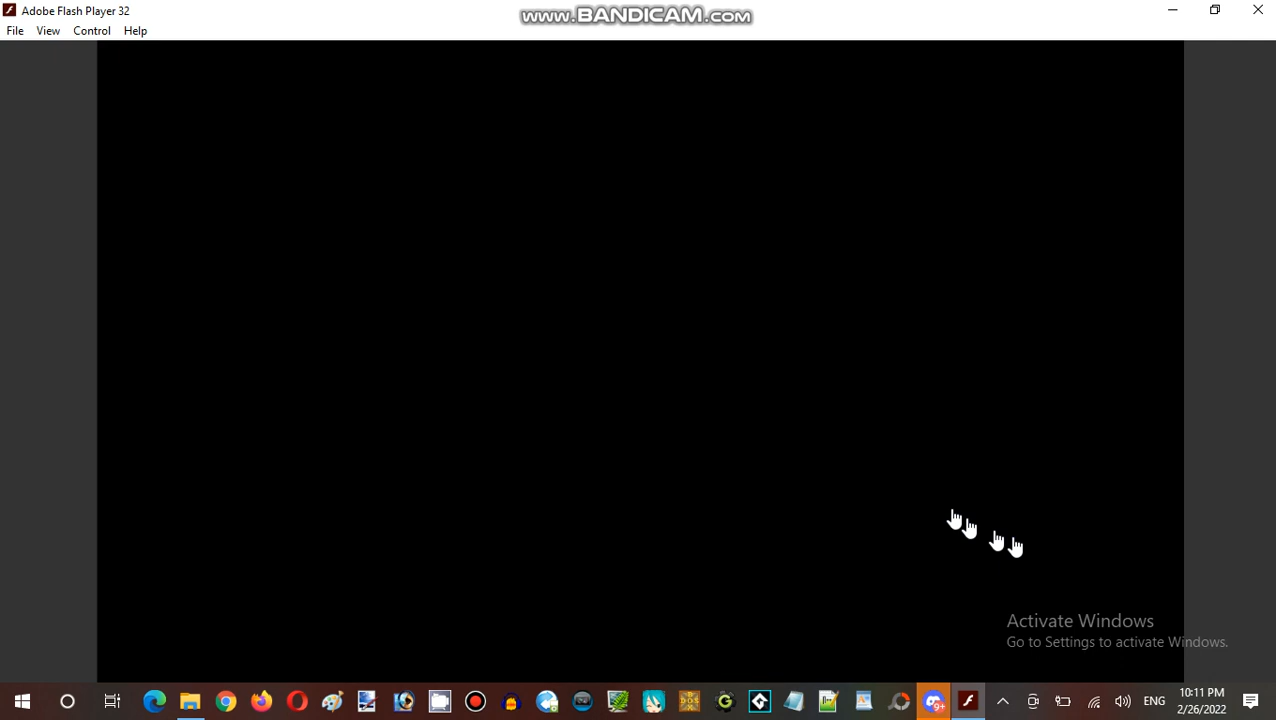 Adobe Flash Player 32
www.BANDICAM.com
File View Control Help
Activate Windows
Go to Settings to activate Windows.
9+
ENG
10:11 PM
2/26/2022